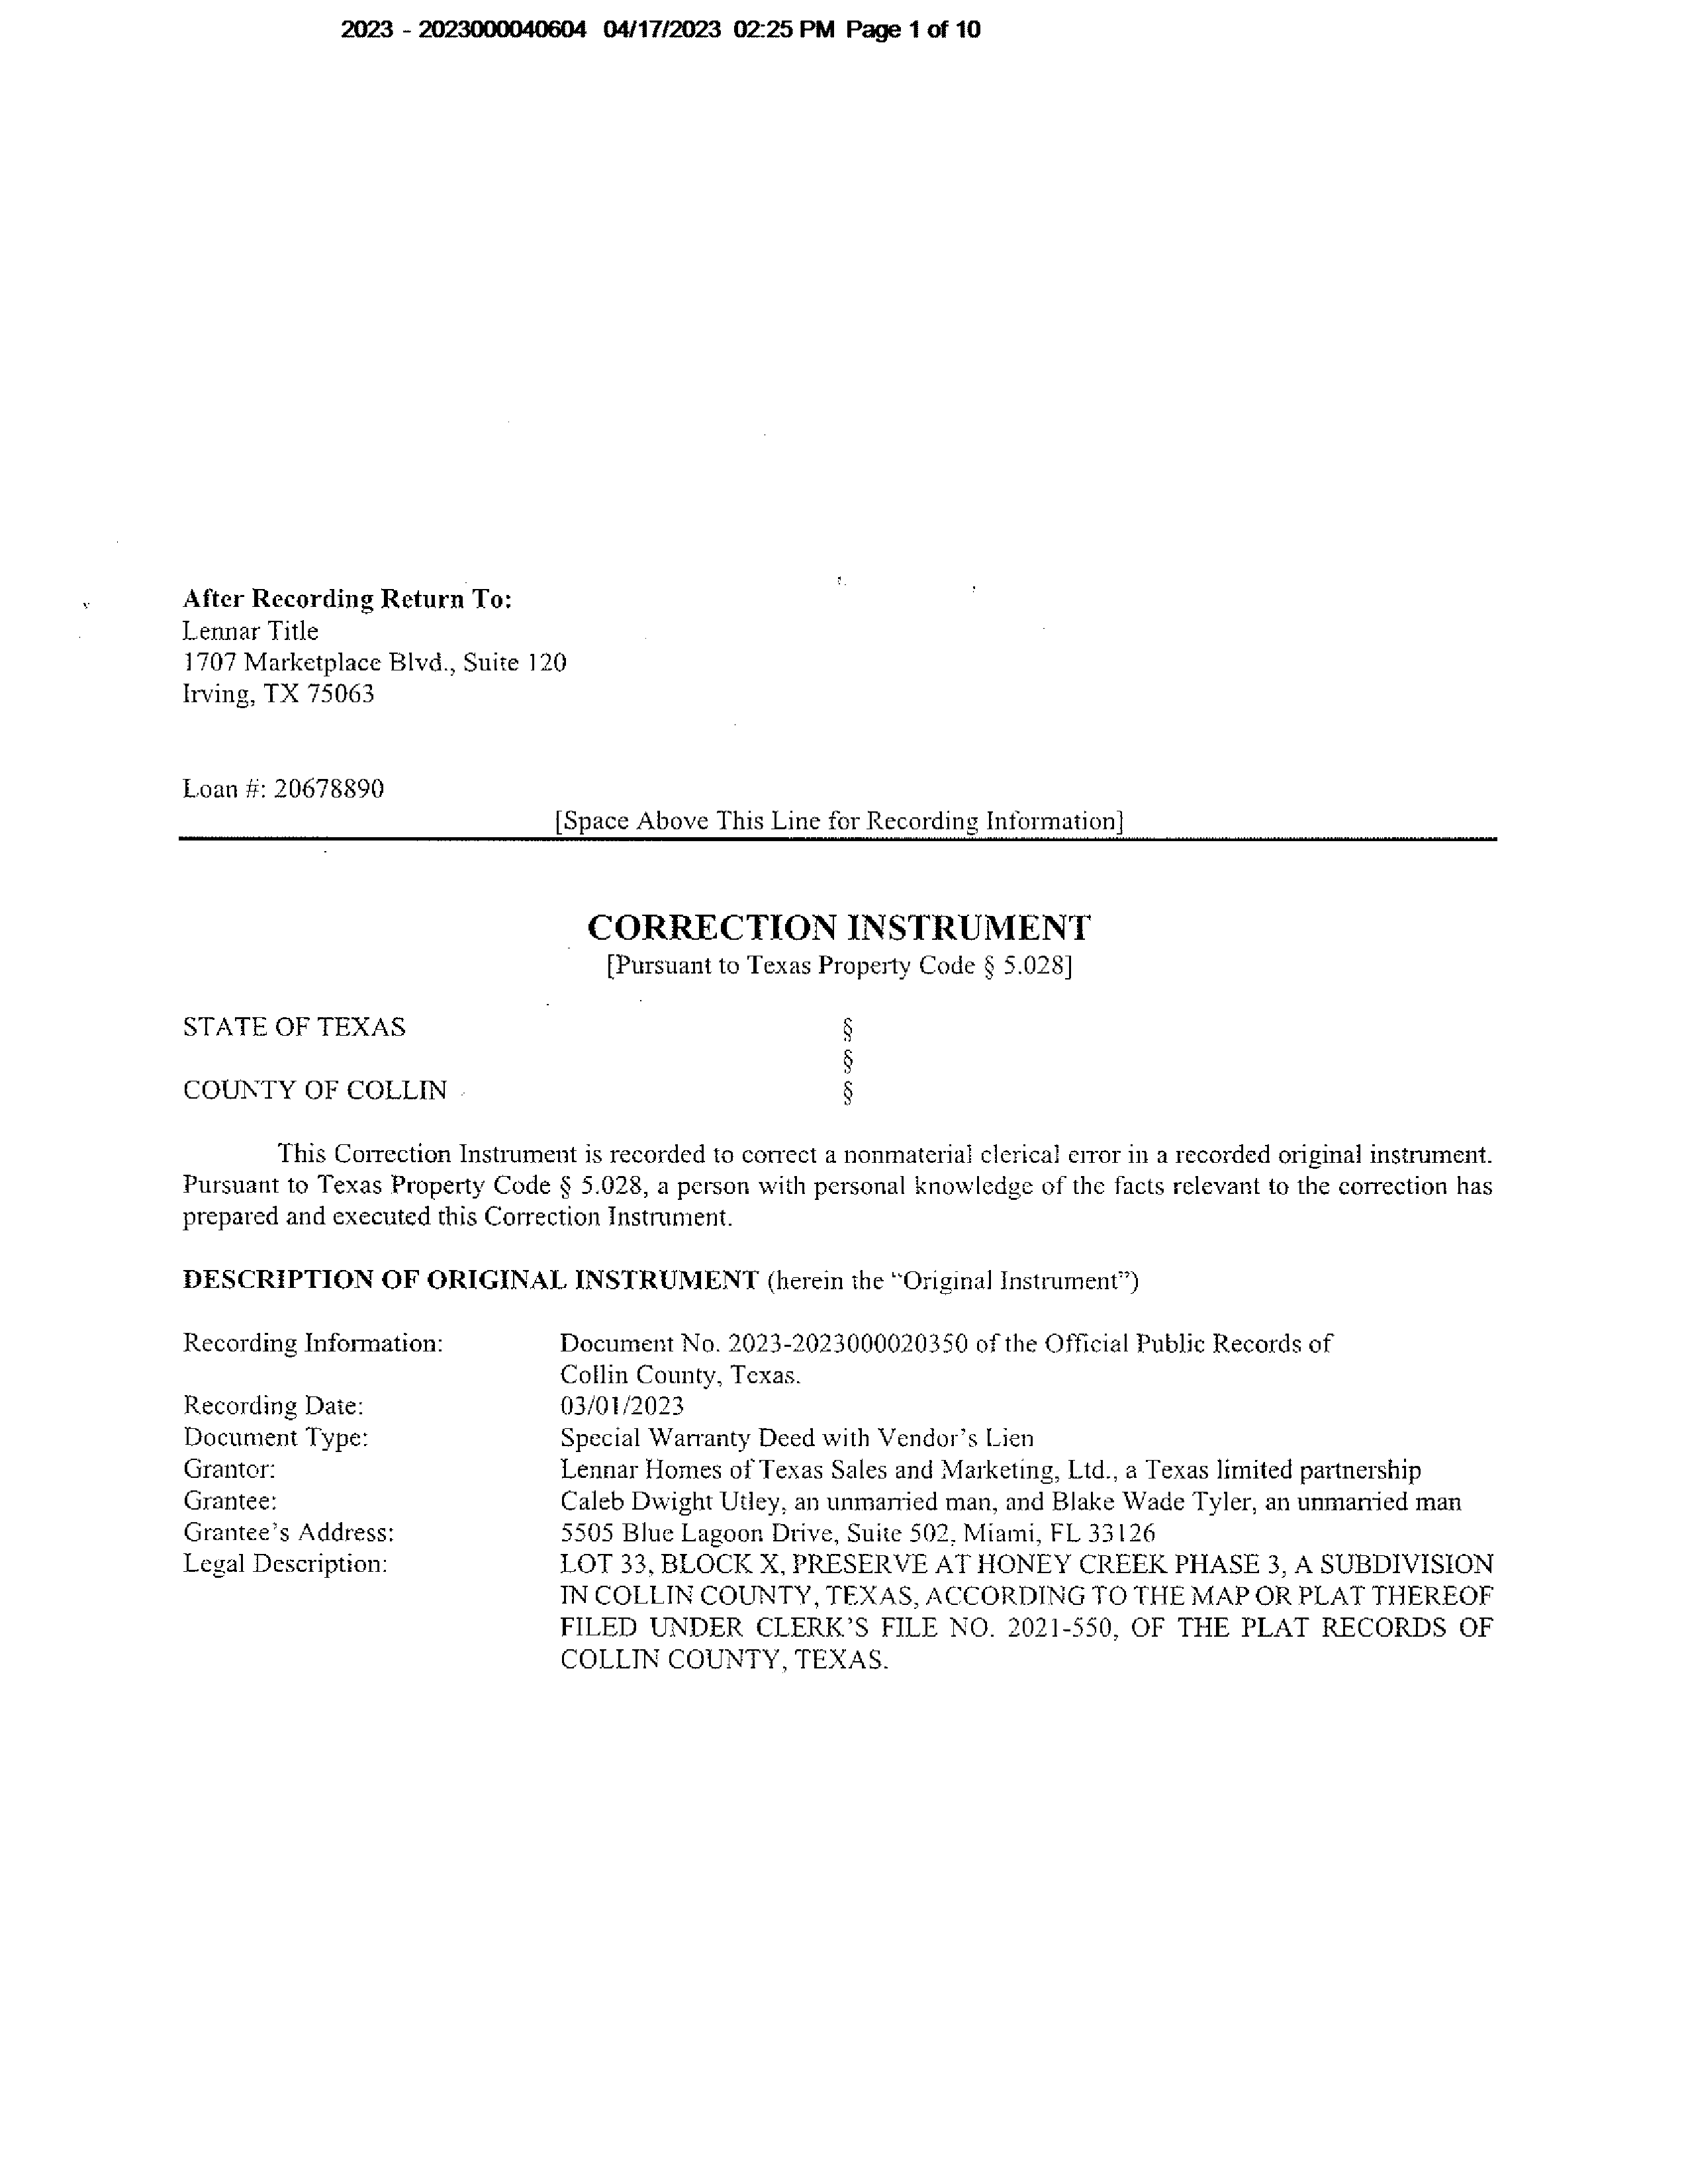 2023 - 2023000040604 04/17/2023 02:25 PM Page 1 of 10
After Recording Return To:
Lennar Title
1707 Marketplace Blvd., Suite 120
Irving, TX 75063
Loan #: 20678890
[Space Above This Line for Recording Information]
CORRECTION INSTRUMENT
[Pursuant to Texas Property Code § 5.028]
STATE OF TEXAS §
§
COUNTY OF COLLIN §
This Correction Instrument is recorded to correct a nonmaterial clerical error in a recorded original instrument.
Pursuant to Texas Property Code § 5.028, a person with personal knowledge of the facts relevant to the correction has
prepared and executed this Correction Instrument.
DESCRIPTION OF ORIGINAL INSTRUMENT (herein the “Original Instrument”)
Recording Information: Document No. 2023-2023000020350 of the Official Public Records of
Collin County, Texas.
Recording Date: 03/01/2023
Document Type: Special Warranty Deed with Vendor’s Lien
Grantor: Lennar Homes of Texas Sales and Marketing, Ltd., a Texas limited partnership
Grantee: Caleb Dwight Utley, an unmarried man, and Blake Wade Tyler, an unmarried man
Grantee’s Address: 5505 Blue Lagoon Drive, Suite 502, Miami, FL 33126
Legal Description: LOT 33, BLOCK X, PRESERVE AT HONEY CREEK PHASE 3, A SUBDIVISION
IN COLLIN COUNTY, TEXAS, ACCORDING TO THE MAP OR PLAT THEREOF
FILED UNDER CLERK’S FILE NO. 2021-550, OF THE PLAT RECORDS OF
COLLIN COUNTY, TEXAS.